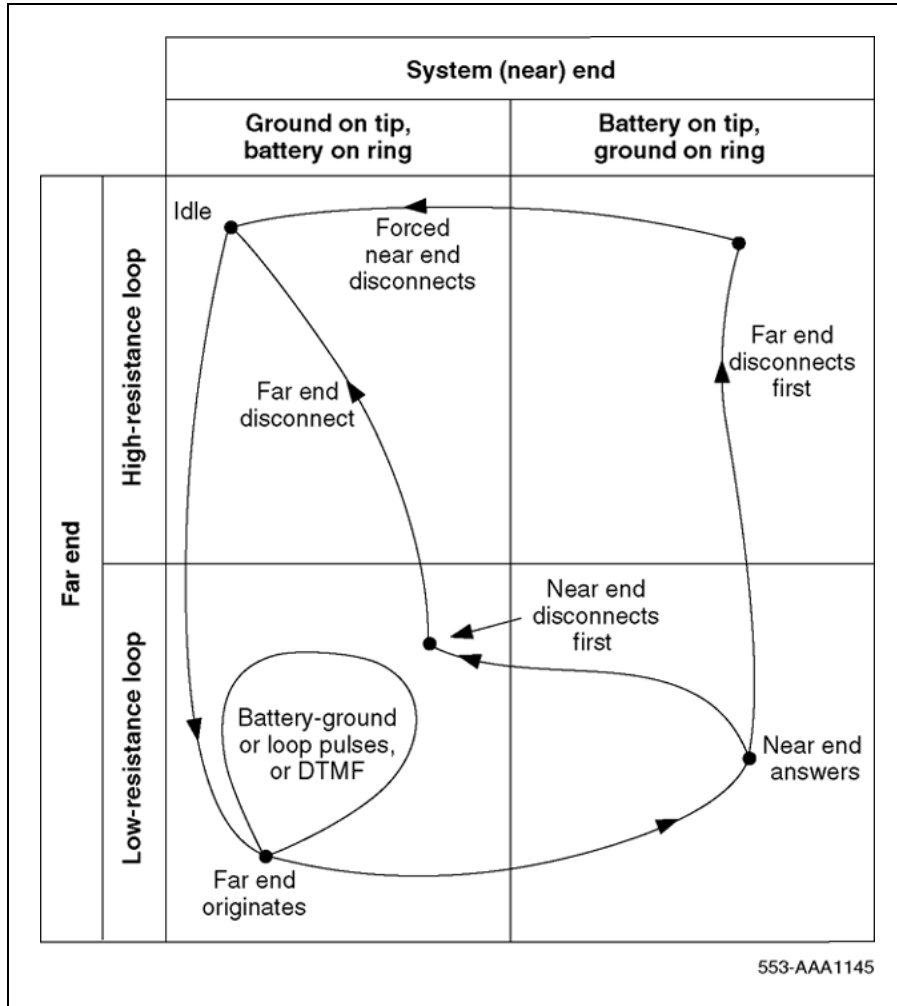 System (near) end
Ground on tip,
battery on ring
Battery on tip,
ground on ring
Far end
High-resistance loop
Low-resistance loop
Idle
Forced
near end
disconnects
Far end
disconnects
first
Far end
disconnect
Near end
disconnects
first
Battery-ground
or loop pulses,
or DTMF
Near end
answers
Far end
originates
553-AAA1145